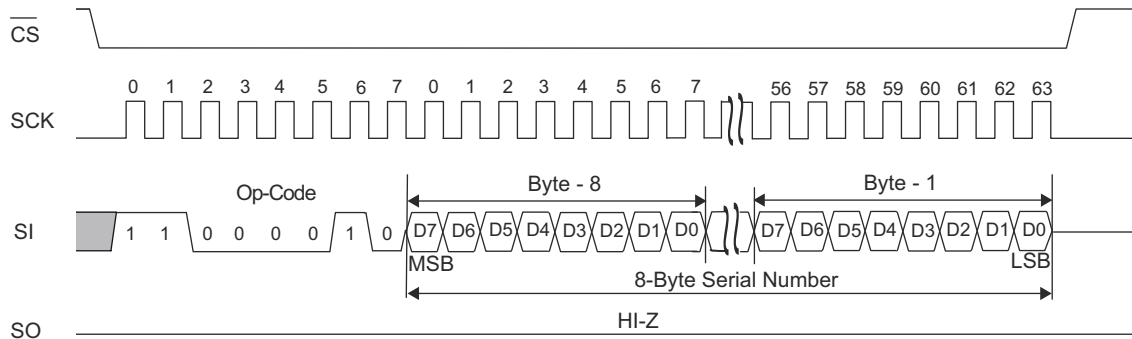 CS
0 1 2 3 4 5 6 7 0 1 2 3 4 5 6 7 56 57 58 59 60 61 62 63
SCK
Op-Code Byte - 8 Byte - 1
SI 1 1 0 0 0 0 1 0 D7 D6 D5 D4 D3 D2 D1 D0 D7 D6 D5 D4 D3 D2 D1 D0
MSB LSB
8-Byte Serial Number
HI-Z
SO